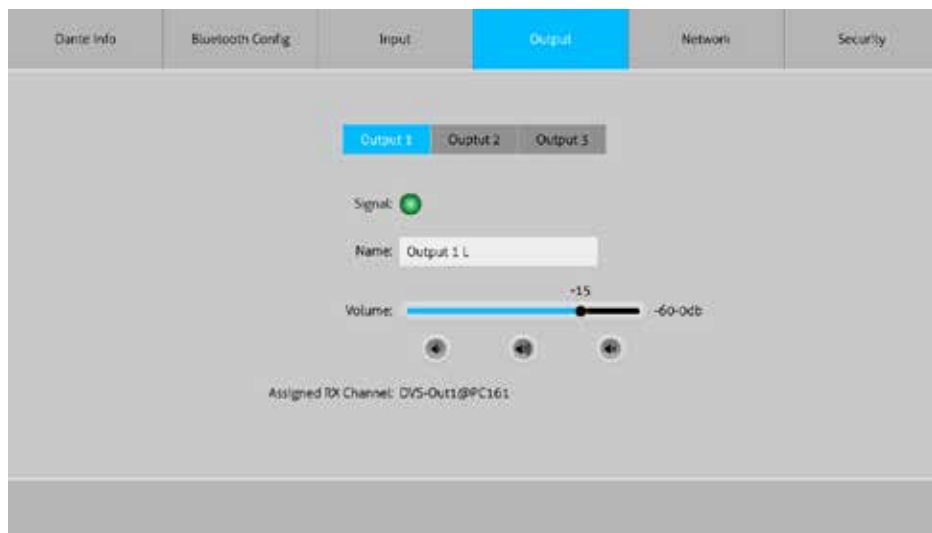 Dante Info Bluetooth Config Input Output Network Security
Output 1 Ouptut 2 Output 3
Signal:
Name: Output 1 L
-15
Volume: -60-0db
Assigned RX Channel: DVS-Out1@PC161